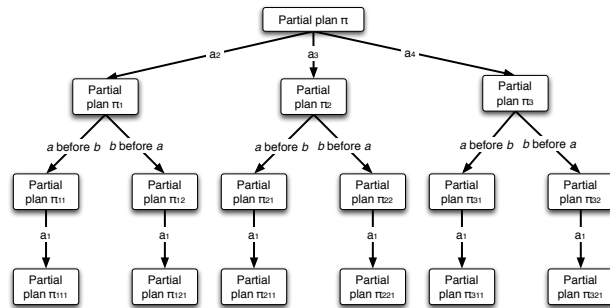 Partial plan π
a₂
a₃
a₄
Partial
plan π₁
Partial
plan π₂
Partial
plan π₃
a before b
b before a
a before b
b before a
a before b
b before a
Partial
plan π₁₁
Partial
plan π₁₂
Partial
plan π₂₁
Partial
plan π₂₂
Partial
plan π₃₁
Partial
plan π₃₂
a₁
a₁
a₁
a₁
a₁
a₁
Partial
plan π₁₁₁
Partial
plan π₁₂₁
Partial
plan π₂₁₁
Partial
plan π₂₂₁
Partial
plan π₃₁₁
Partial
plan π₃₂₁